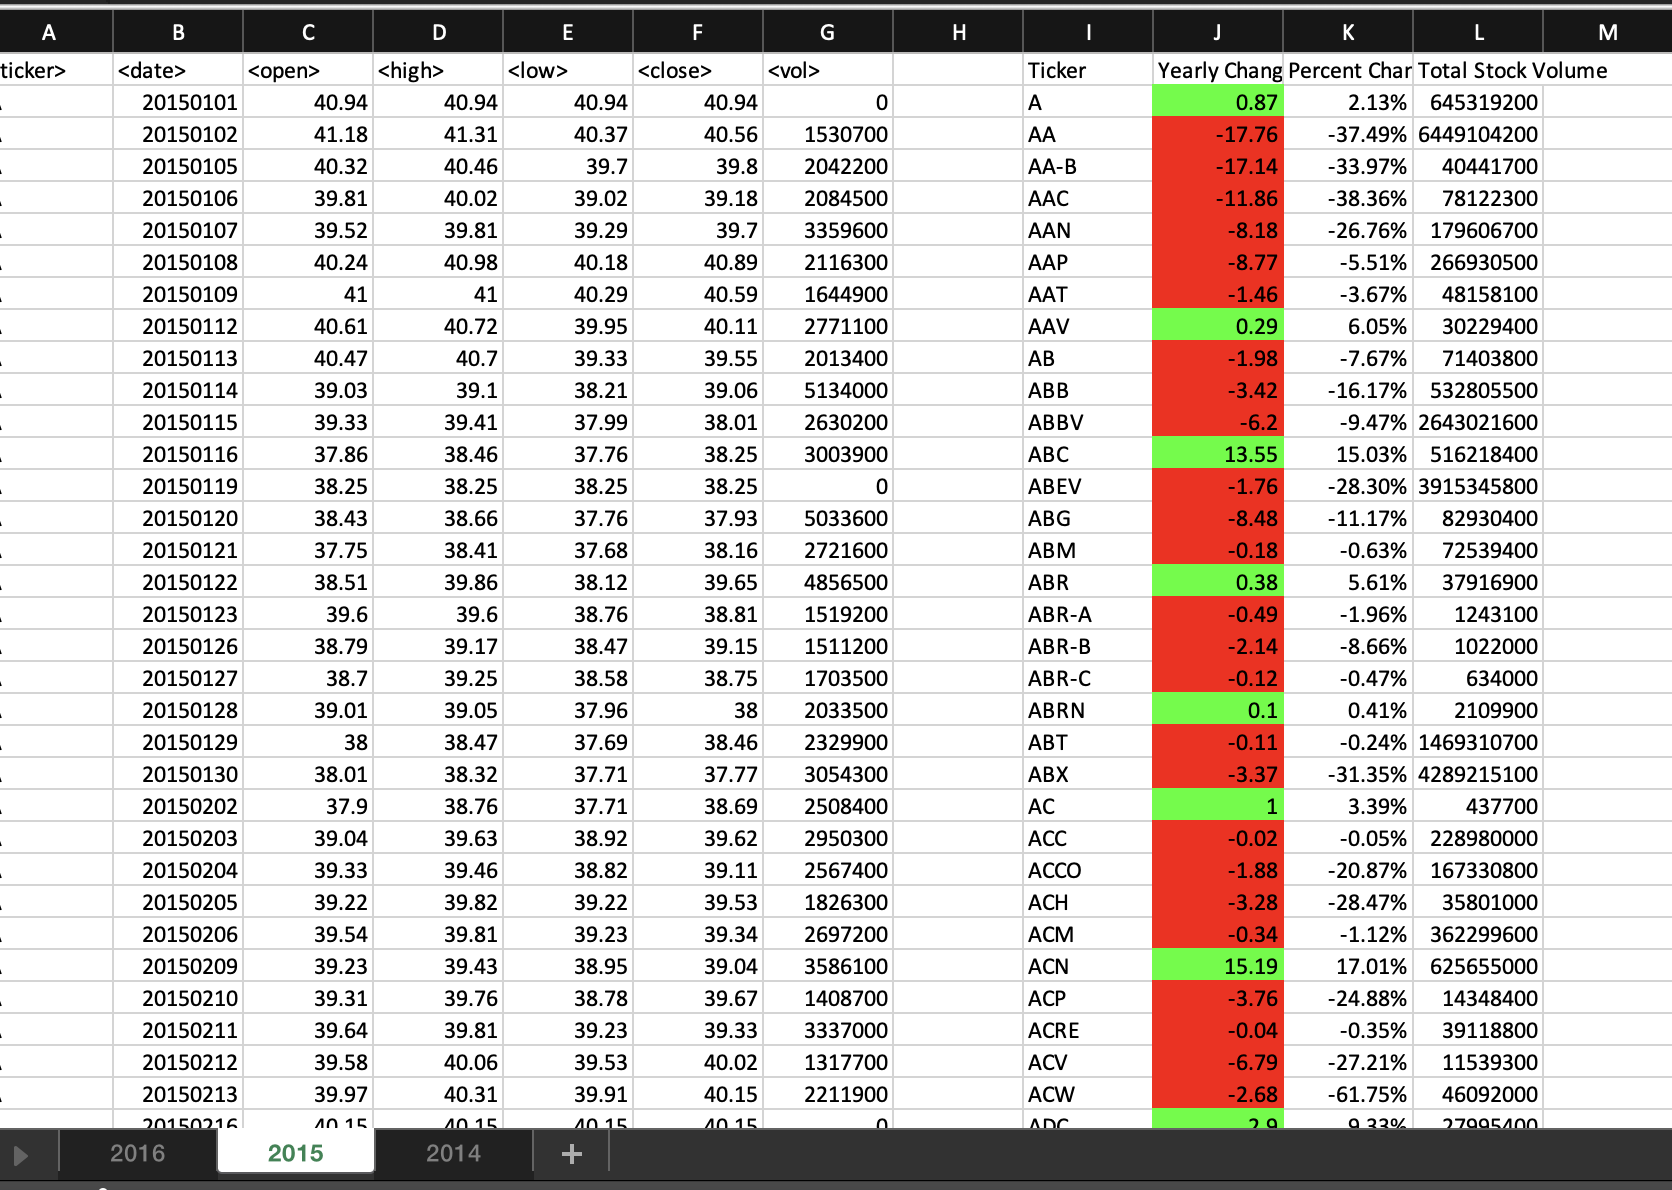 A B C D E F G H I J K L M
ticker> <date> <open> <high> <low> <close> <vol> Ticker Yearly Chang Percent Char Total Stock Volume
20150101 40.94 40.94 40.94 40.94 0 A 0.87 2.13% 645319200
20150102 41.18 41.31 40.37 40.56 1530700 AA -17.76 -37.49% 6449104200
20150105 40.32 40.46 39.7 39.8 2042200 AA-B -17.14 -33.97% 40441700
20150106 39.81 40.02 39.02 39.18 2084500 AAC -11.86 -38.36% 78122300
20150107 39.52 39.81 39.29 39.7 3359600 AAN -8.18 -26.76% 179606700
20150108 40.24 40.98 40.18 40.89 2116300 AAP -8.77 -5.51% 266930500
20150109 41 41 40.29 40.59 1644900 AAT -1.46 -3.67% 48158100
20150112 40.61 40.72 39.95 40.11 2771100 AAV 0.29 6.05% 30229400
20150113 40.47 40.7 39.33 39.55 2013400 AB -1.98 -7.67% 71403800
20150114 39.03 39.1 38.21 39.06 5134000 ABB -3.42 -16.17% 532805500
20150115 39.33 39.41 37.99 38.01 2630200 ABBV -6.2 -9.47% 2643021600
20150116 37.86 38.46 37.76 38.25 3003900 ABC 13.55 15.03% 516218400
20150119 38.25 38.25 38.25 38.25 0 ABEV -1.76 -28.30% 3915345800
20150120 38.43 38.66 37.76 37.93 5033600 ABG -8.48 -11.17% 82930400
20150121 37.75 38.41 37.68 38.16 2721600 ABM -0.18 -0.63% 72539400
20150122 38.51 39.86 38.12 39.65 4856500 ABR 0.38 5.61% 37916900
20150123 39.6 39.6 38.76 38.81 1519200 ABR-A -0.49 -1.96% 1243100
20150126 38.79 39.17 38.47 39.15 1511200 ABR-B -2.14 -8.66% 1022000
20150127 38.7 39.25 38.58 38.75 1703500 ABR-C -0.12 -0.47% 634000
20150128 39.01 39.05 37.96 38 2033500 ABRN 0.1 0.41% 2109900
20150129 38 38.47 37.69 38.46 2329900 ABT -0.11 -0.24% 1469310700
20150130 38.01 38.32 37.71 37.77 3054300 ABX -3.37 -31.35% 4289215100
20150202 37.9 38.76 37.71 38.69 2508400 AC 1 3.39% 437700
20150203 39.04 39.63 38.92 39.62 2950300 ACC -0.02 -0.05% 228980000
20150204 39.33 39.46 38.82 39.11 2567400 ACCO -1.88 -20.87% 167330800
20150205 39.22 39.82 39.22 39.53 1826300 ACH -3.28 -28.47% 35801000
20150206 39.54 39.81 39.23 39.34 2697200 ACM -0.34 -1.12% 362299600
20150209 39.23 39.43 38.95 39.04 3586100 ACN 15.19 17.01% 625655000
20150210 39.31 39.76 38.78 39.67 1408700 ACP -3.76 -24.88% 14348400
20150211 39.64 39.81 39.23 39.33 3337000 ACRE -0.04 -0.35% 39118800
20150212 39.58 40.06 39.53 40.02 1317700 ACV -6.79 -27.21% 11539300
20150213 39.97 40.31 39.91 40.15 2211900 ACW -2.68 -61.75% 46092000
20150216 40.15 40.15 40.15 40.15 0 ADC 2.9 9.33% 27995400
2016 2015 2014 +